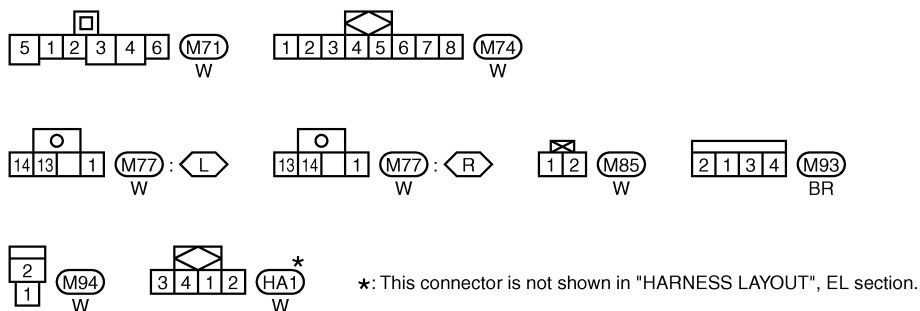 5 1 2 3 4 6 M71 1 2 3 4 5 6 7 8 M74
W W
14 13 1 M77 : L 13 14 1 M77 : R 1 2 M85 2 1 3 4 M93
W W W BR
2
1 M94 3 4 1 2 HA1 * *: This connector is not shown in "HARNESS LAYOUT", EL section.
W W